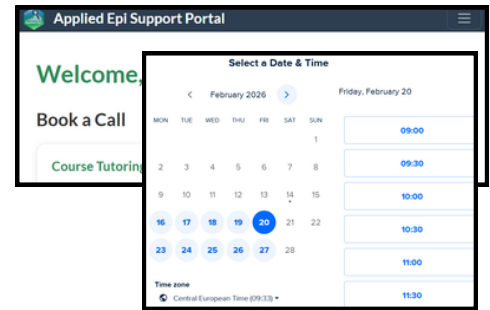 Applied Epi Support Portal
Welcome,
Book a Call
Course Tutoring
Select a Date & Time
February 2026
Friday, February 20
MON TUE WED THU FRI SAT SUN
1
2 3 4 5 6 7 8
9 10 11 12 13 14 15
16 17 18 19 20 21 22
23 24 25 26 27 28
09:00
09:30
10:00
10:30
11:00
11:30
Time zone
Central European Time (09:33)